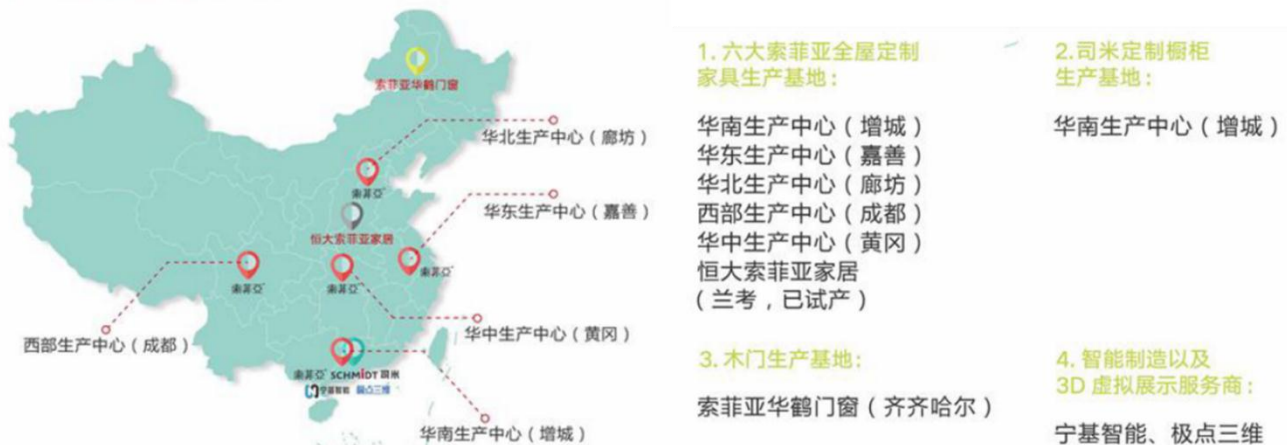 索菲亚华鹤门窗
华北生产中心（廊坊）
索菲亚
华东生产中心（嘉善）
恒大索菲亚家居
索菲亚
索菲亚
索菲亚
西部生产中心（成都）
华中生产中心（黄冈）
索菲亚 SCHMIDT 司米
宁基智能 极点三维
华南生产中心（增城）
1.六大索菲亚全屋定制
家具生产基地：
华南生产中心（增城）
华东生产中心（嘉善）
华北生产中心（廊坊）
西部生产中心（成都）
华中生产中心（黄冈）
恒大索菲亚家居
（兰考，已试产）
2.司米定制橱柜
生产基地：
华南生产中心（增城）
3. 木门生产基地：
索菲亚华鹤门窗（齐齐哈尔）
4. 智能制造以及
3D 虚拟展示服务商：
宁基智能、极点三维